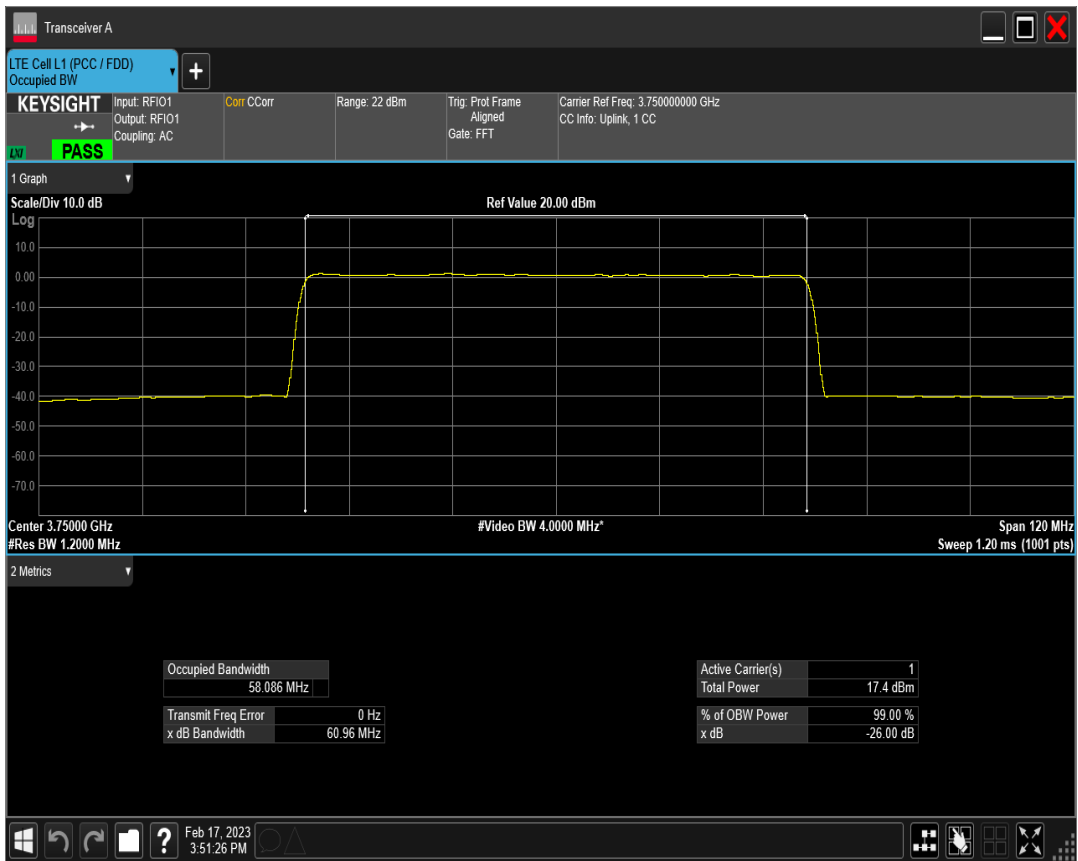 Transceiver A
LTE Cell L1 (PCC / FDD)
Occupied BW
KEYSIGHT
LXI
PASS
Input: RFIO1
Output: RFIO1
Coupling: AC
Corr CCorr
Range: 22 dBm
Trig: Prot Frame
Aligned
Gate: FFT
Carrier Ref Freq: 3.750000000 GHz
CC Info: Uplink, 1 CC
1 Graph
Scale/Div 10.0 dB
Ref Value 20.00 dBm
Log
10.0
0.00
-10.0
-20.0
-30.0
-40.0
-50.0
-60.0
-70.0
Center 3.75000 GHz
#Video BW 4.0000 MHz*
Span 120 MHz
#Res BW 1.2000 MHz
Sweep 1.20 ms (1001 pts)
2 Metrics
Occupied Bandwidth
58.086 MHz
Transmit Freq Error 0 Hz
x dB Bandwidth 60.96 MHz
Active Carrier(s) 1
Total Power 17.4 dBm
% of OBW Power 99.00 %
x dB -26.00 dB
?
Feb 17, 2023
3:51:26 PM